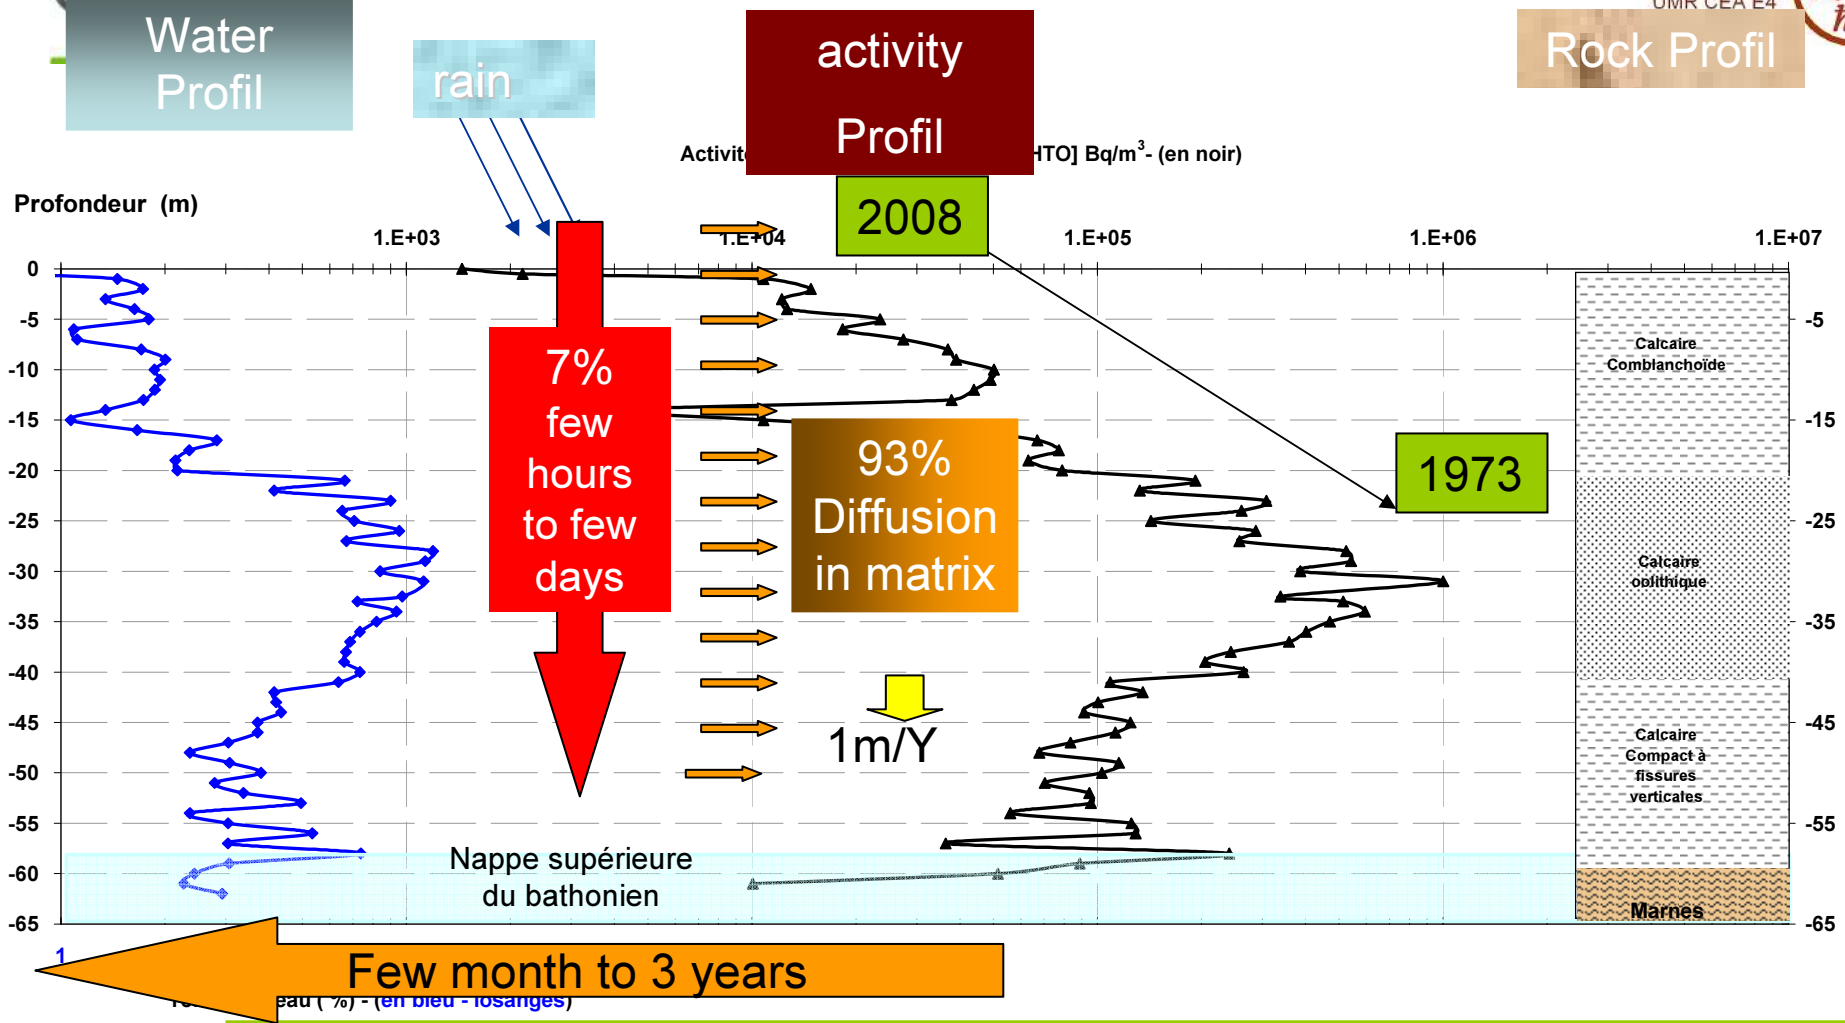 UMR CEA E4
Water
Profil
rain
activity
Profil
Rock Profil
HTO] Bq/m³- (en noir)
Profondeur (m)
2008
1.E+03
1.E+04
1.E+05
1.E+06
1.E+07
0
-5
-10
-15
-20
-25
-30
-35
-40
-45
-50
-55
-60
-65
7%
few
hours
to few
days
93%
Diffusion
in matrix
1973
1m/Y
Nappe supérieure
du bathonien
Calcaire
Comblanchoïde
Calcaire
oolithique
Calcaire
Compact à
fissures
verticales
Marnes
-5
-15
-25
-35
-45
-55
-65
1
Few month to 3 years
eau ( %) - (en bleu - losanges)